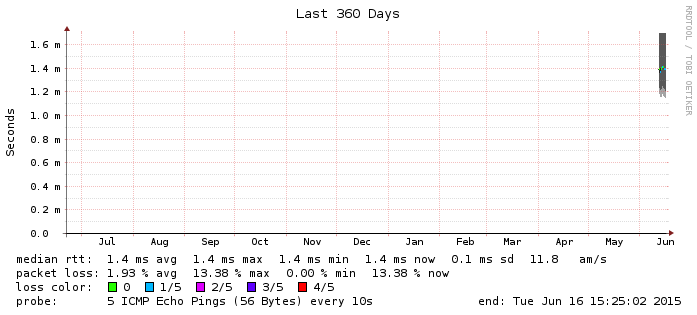 Last 360 Days
RRDTOOL / TOBI OETIKER
Seconds
1.6 m
1.4 m
1.2 m
1.0 m
0.8 m
0.6 m
0.4 m
0.2 m
0.0
Jul Aug Sep Oct Nov Dec Jan Feb Mar Apr May Jun
median rtt: 1.4 ms avg 1.4 ms max 1.4 ms min 1.4 ms now 0.1 ms sd 11.8 am/s
packet loss: 1.93 % avg 13.38 % max 0.00 % min 13.38 % now
loss color: 0 1/5 2/5 3/5 4/5
probe: 5 ICMP Echo Pings (56 Bytes) every 10s end: Tue Jun 16 15:25:02 2015